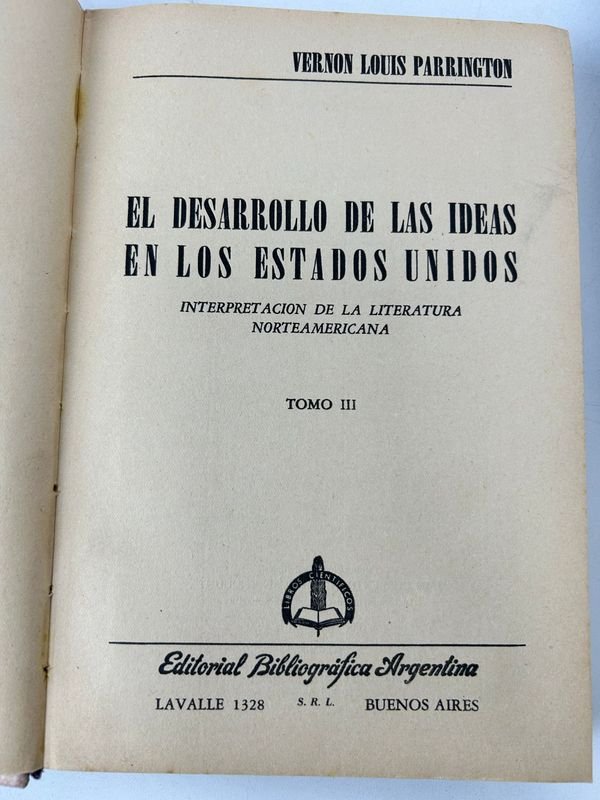 VERNON LOUIS PARRINGTON
EL DESARROLLO DE LAS IDEAS
EN LOS ESTADOS UNIDOS
INTERPRETACION DE LA LITERATURA
NORTEAMERICANA
TOMO III
LIBROS CIENTIFICOS
Editorial Bibliográfica Argentina
LAVALLE 1328 S. R. L. BUENOS AIRES